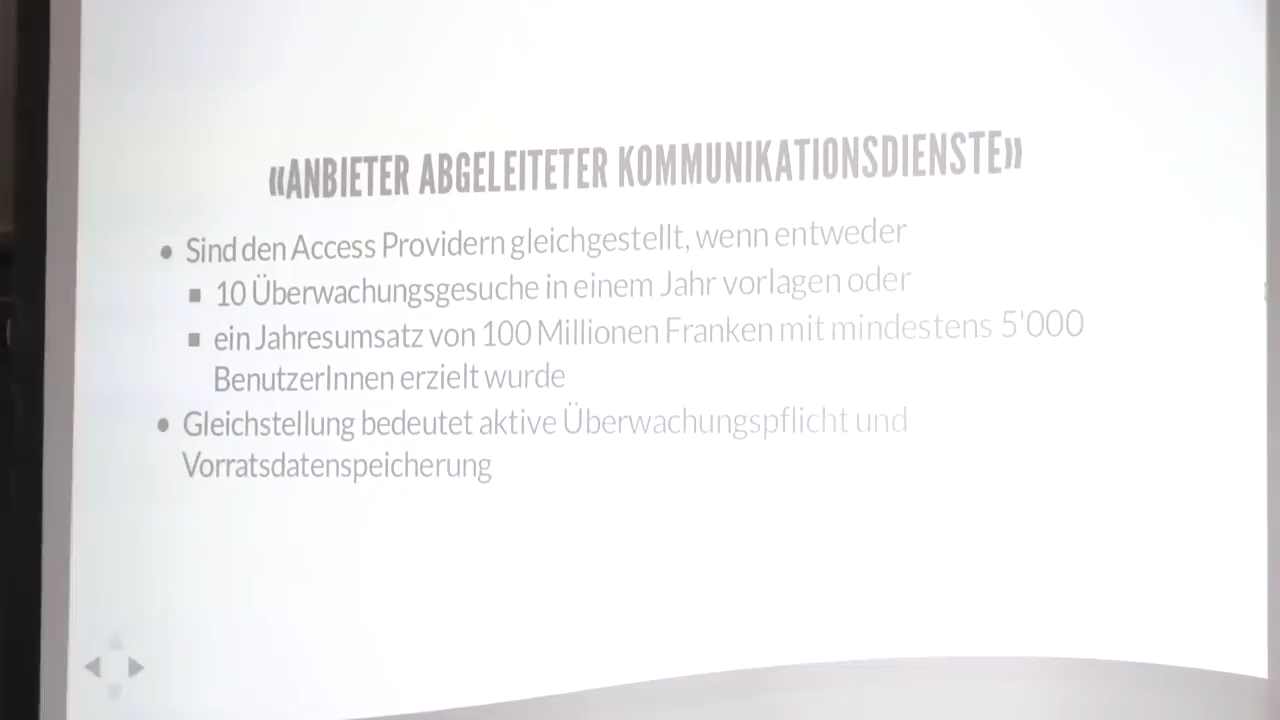 «ANBIETER ABGELEITETER KOMMUNIKATIONSDIENSTE»
• Sind den Access Providern gleichgestellt, wenn entweder
▪ 10 Überwachungsgesuche in einem Jahr vorlagen oder
▪ ein Jahresumsatz von 100 Millionen Franken mit mindestens 5'000
BenutzerInnen erzielt wurde
• Gleichstellung bedeutet aktive Überwachungspflicht und
Vorratsdatenspeicherung